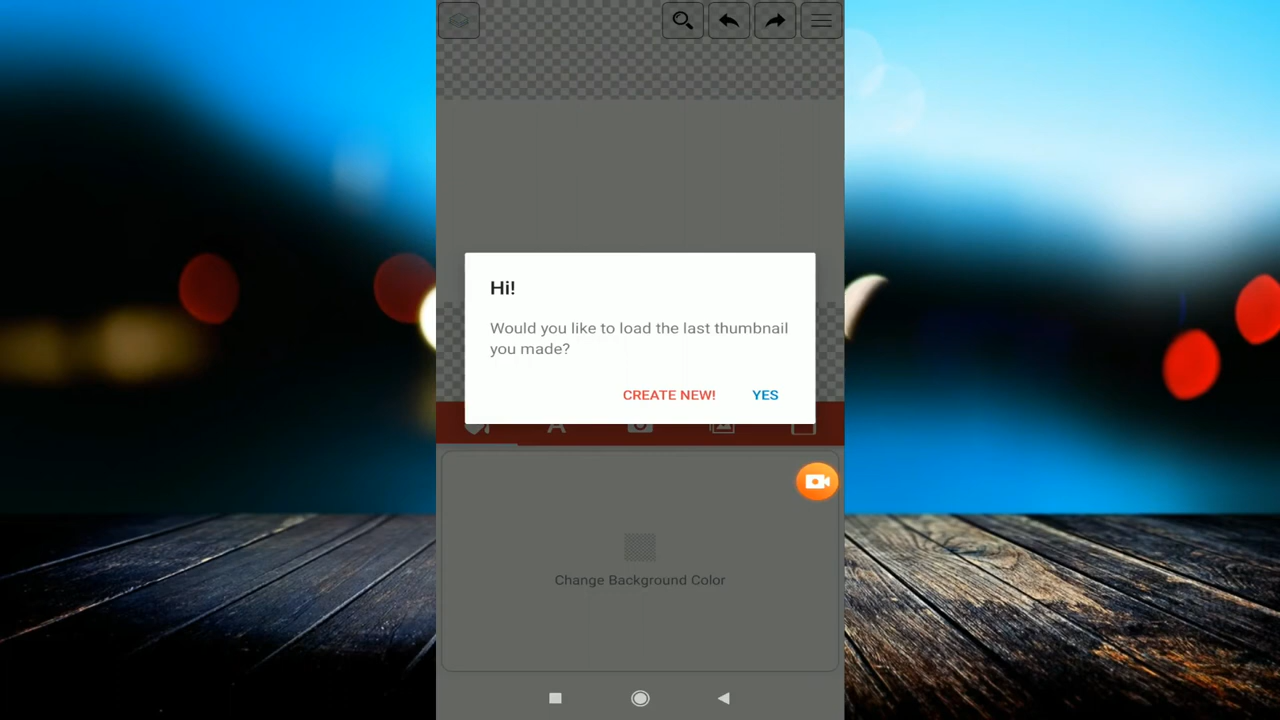 Hi!
Would you like to load the last thumbnail
you made?
CREATE NEW! YES
A
Change Background Color